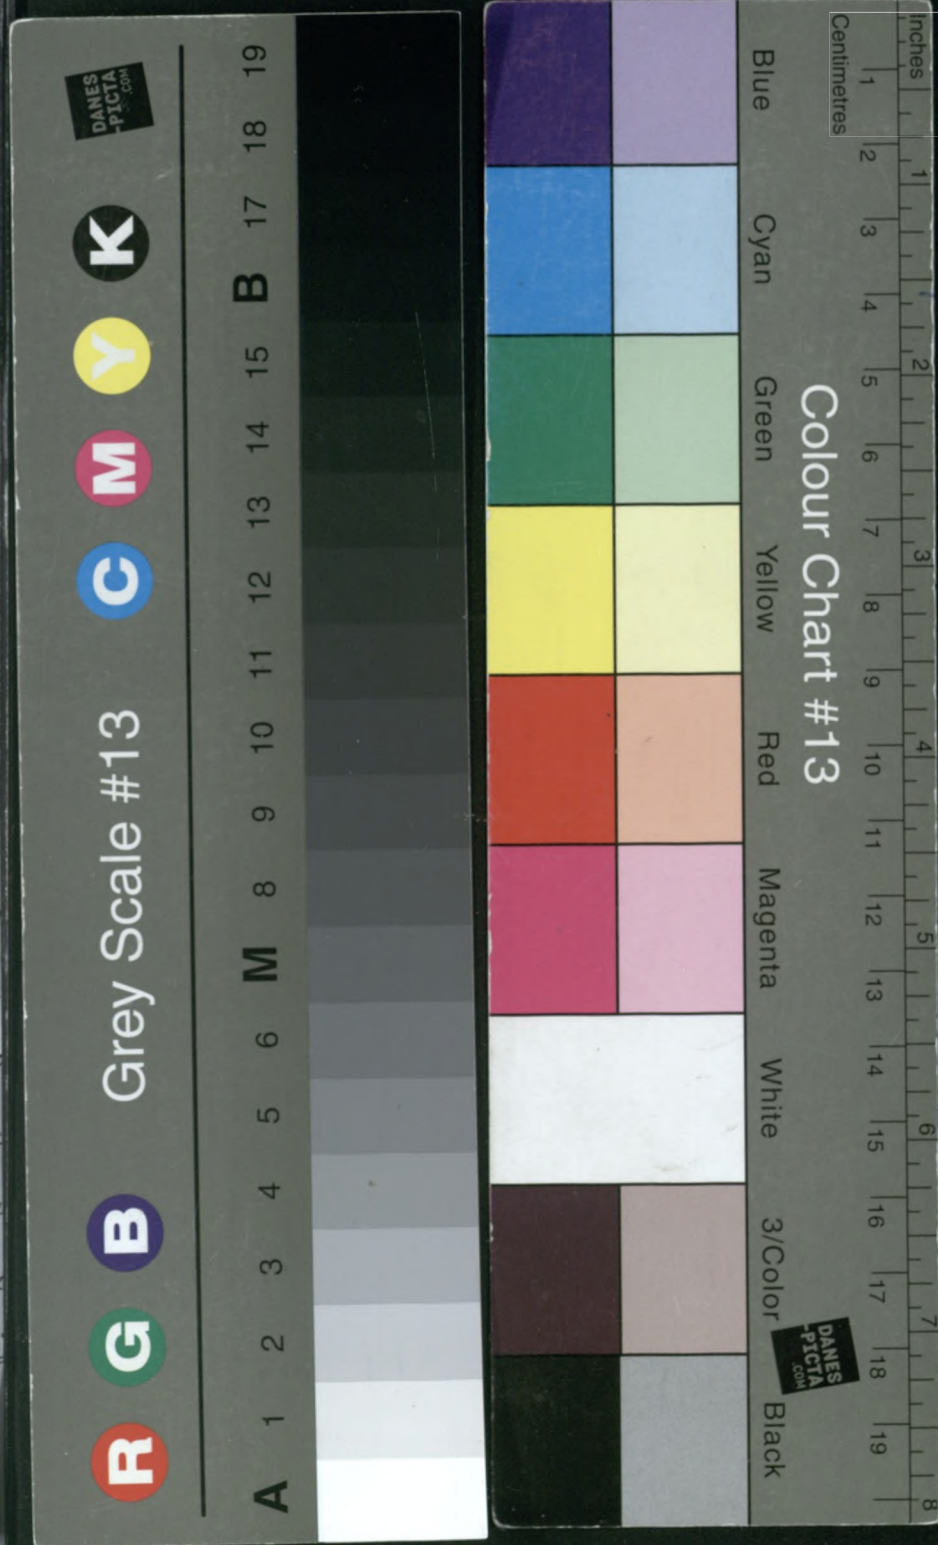 R G B Grey Scale #13 C M Y K
DANES
-PICTA
.COM
A 1 2 3 4 5 6 M 8 9 10 11 12 13 14 15 B 17 18 19
Inches 1 2 3 4 5 6 7 8
Centimetres 1 2 3 4 5 6 7 8 9 10 11 12 13 14 15 16 17 18 19
Colour Chart #13
DANES
-PICTA
.COM
Blue Cyan Green Yellow Red Magenta White 3/Color Black